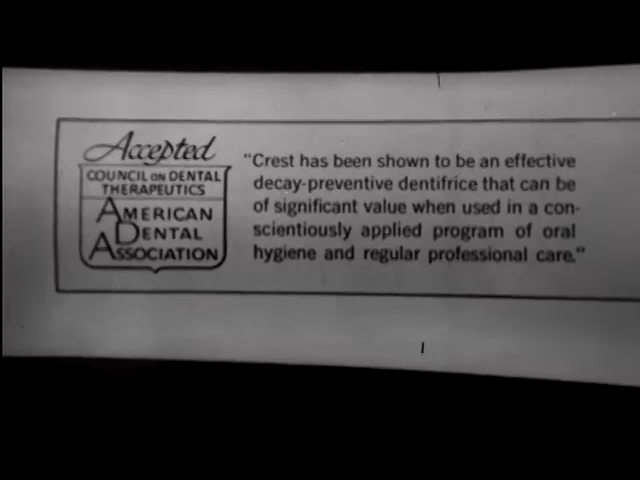 Accepted
COUNCIL ON DENTAL
THERAPEUTICS
AMERICAN
DENTAL
ASSOCIATION
"Crest has been shown to be an effective
decay-preventive dentifrice that can be
of significant value when used in a con-
scientiously applied program of oral
hygiene and regular professional care."